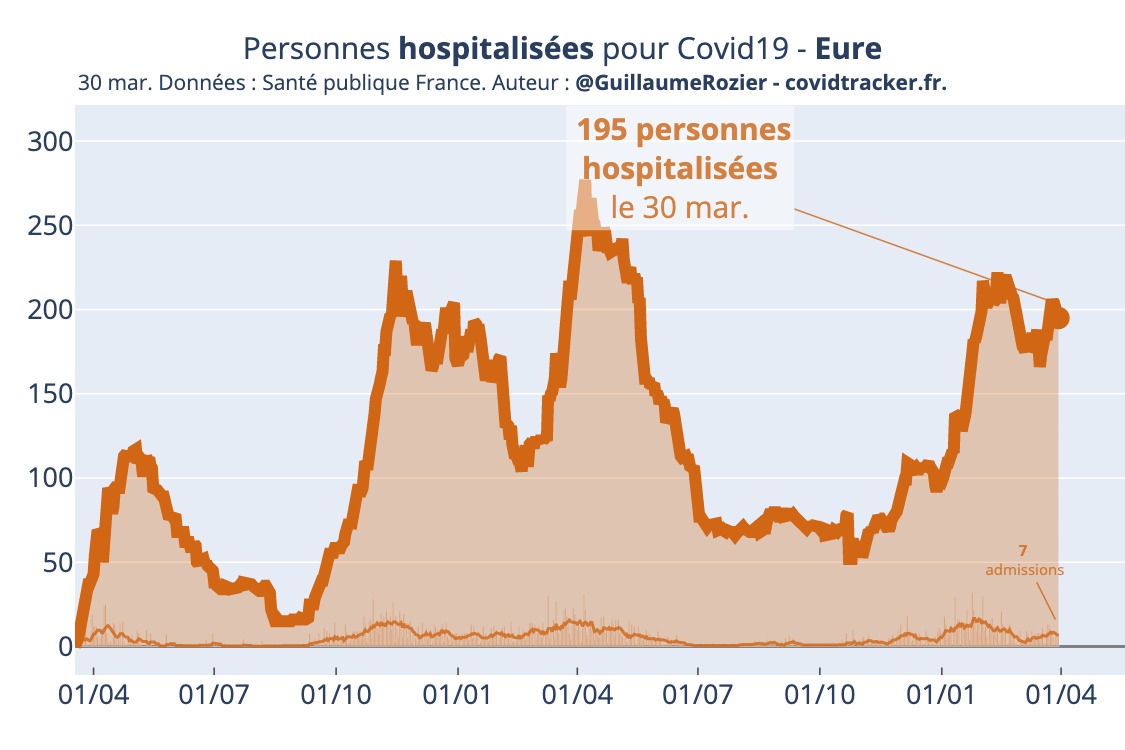 Personnes hospitalisées pour Covid19 - Eure
30 mar. Données : Santé publique France. Auteur : @GuillaumeRozier - covidtracker.fr.
195 personnes
hospitalisées
le 30 mar.
300
250
200
150
100
50
0
7
admissions
01/04
01/07
01/10
01/01
01/04
01/07
01/10
01/01
01/04